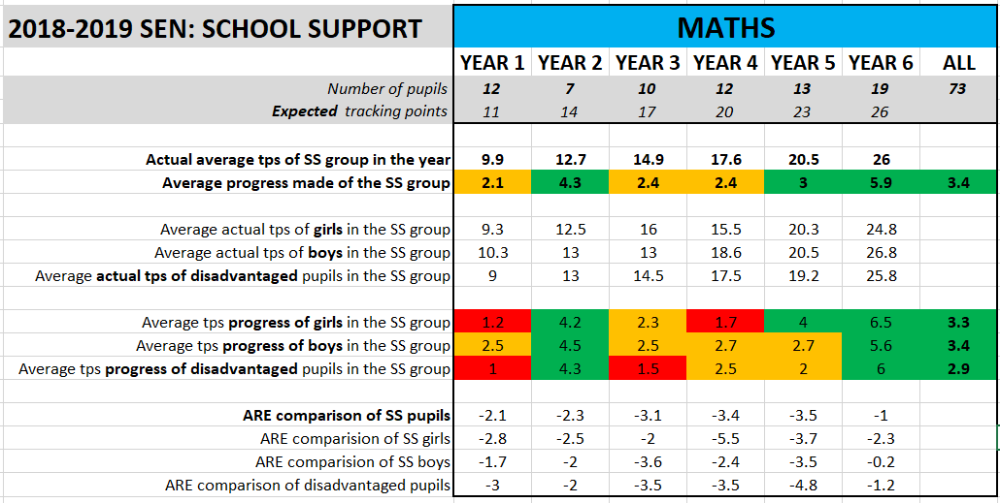 2018-2019 SEN: SCHOOL SUPPORT MATHS
YEAR 1 YEAR 2 YEAR 3 YEAR 4 YEAR 5 YEAR 6 ALL
Number of pupils 12 7 10 12 13 19 73
Expected tracking points 11 14 17 20 23 26
Actual average tps of SS group in the year 9.9 12.7 14.9 17.6 20.5 26
Average progress made of the SS group 2.1 4.3 2.4 2.4 3 5.9 3.4
Average actual tps of girls in the SS group 9.3 12.5 16 15.5 20.3 24.8
Average actual tps of boys in the SS group 10.3 13 13 18.6 20.5 26.8
Average actual tps of disadvantaged pupils in the SS group 9 13 14.5 17.5 19.2 25.8
Average tps progress of girls in the SS group 1.2 4.2 2.3 1.7 4 6.5 3.3
Average tps progress of boys in the SS group 2.5 4.5 2.5 2.7 2.7 5.6 3.4
Average tps progress of disadvantaged pupils in the SS group 1 4.3 1.5 2.5 2 6 2.9
ARE comparison of SS pupils -2.1 -2.3 -3.1 -3.4 -3.5 -1
ARE comparision of SS girls -2.8 -2.5 -2 -5.5 -3.7 -2.3
ARE comparision of SS boys -1.7 -2 -3.6 -2.4 -3.5 -0.2
ARE comparison of disadvantaged pupils -3 -2 -3.5 -3.5 -4.8 -1.2